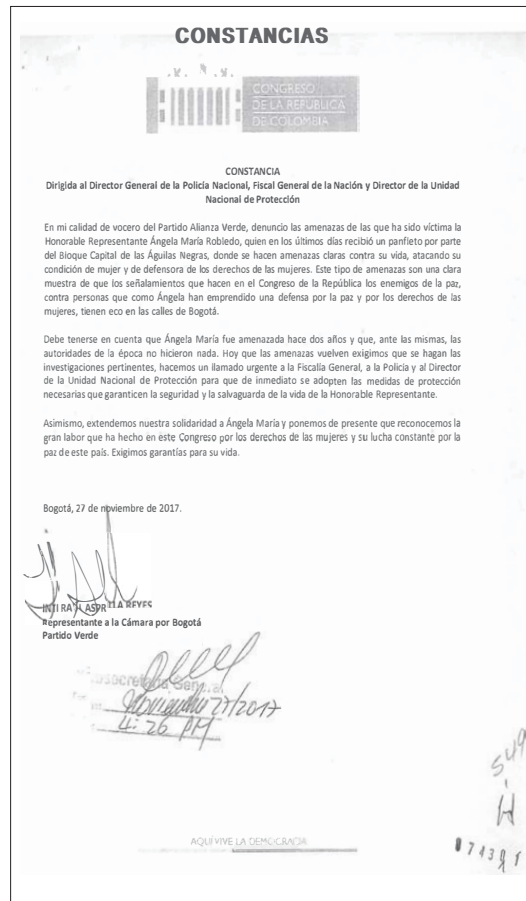 CONSTANCIAS
CONGRESO
DE LA REPÚBLICA
DE COLOMBIA
CONSTANCIA
Dirigida al Director General de la Policía Nacional, Fiscal General de la Nación y Director de la Unidad
Nacional de Protección
En mi calidad de vocero del Partido Alianza Verde, denuncio las amenazas de las que ha sido víctima la
Honorable Representante Ángela María Robledo, quien en los últimos días recibió un panfleto por parte
del Bloque Capital de las Águilas Negras, donde se hacen amenazas claras contra su vida, atacando su
condición de mujer y de defensora de los derechos de las mujeres. Este tipo de amenazas son una clara
muestra de que los señalamientos que hacen en el Congreso de la República los enemigos de la paz,
contra personas que como Ángela han emprendido una defensa por la paz y por los derechos de las
mujeres, tienen eco en las calles de Bogotá.
Debe tenerse en cuenta que Ángela María fue amenazada hace dos años y que, ante las mismas, las
autoridades de la época no hicieron nada. Hoy que las amenazas vuelven exigimos que se hagan las
investigaciones pertinentes, hacemos un llamado urgente a la Fiscalía General, a la Policía y al Director
de la Unidad Nacional de Protección para que de inmediato se adopten las medidas de protección
necesarias que garanticen la seguridad y la salvaguarda de la vida de la Honorable Representante.
Asimismo, extendemos nuestra solidaridad a Ángela María y ponemos de presente que reconocemos la
gran labor que ha hecho en este Congreso por los derechos de las mujeres y su lucha constante por la
paz de este país. Exigimos garantías para su vida.
Bogotá, 27 de noviembre de 2017.
INTI RA REYES
Representante a la Cámara por Bogotá
Partido Verde
General
Noviembre 27/2017
4:26 PM
549
AQUÍ VIVE LA DEMOCRACIA